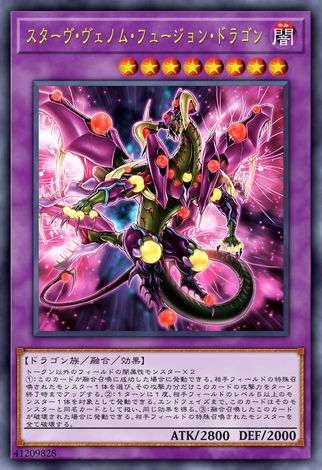 スターヴ・ヴェノム・フュージョン・ドラゴン
闇
やみ
【ドラゴン族/融合/効果】
トークン以外のフィールドの闇属性モンスター×2
①:このカードが融合召喚に成功した場合に発動できる。相手フィールドの特殊召
喚されたモンスター1体を選び、その攻撃力分だけこのカードの攻撃力をターン
終了時までアップする。②:1ターンに1度、相手フィールドのレベル5以上のモ
ンスター1体を対象として発動できる。エンドフェイズまで、このカードはそのモ
ンスターと同名カードとして扱い、同じ効果を得る。③:融合召喚したこのカード
が破壊された場合に発動できる。相手フィールドの特殊召喚されたモンスターを
全て破壊する。
ATK/2800 DEF/2000
41209828